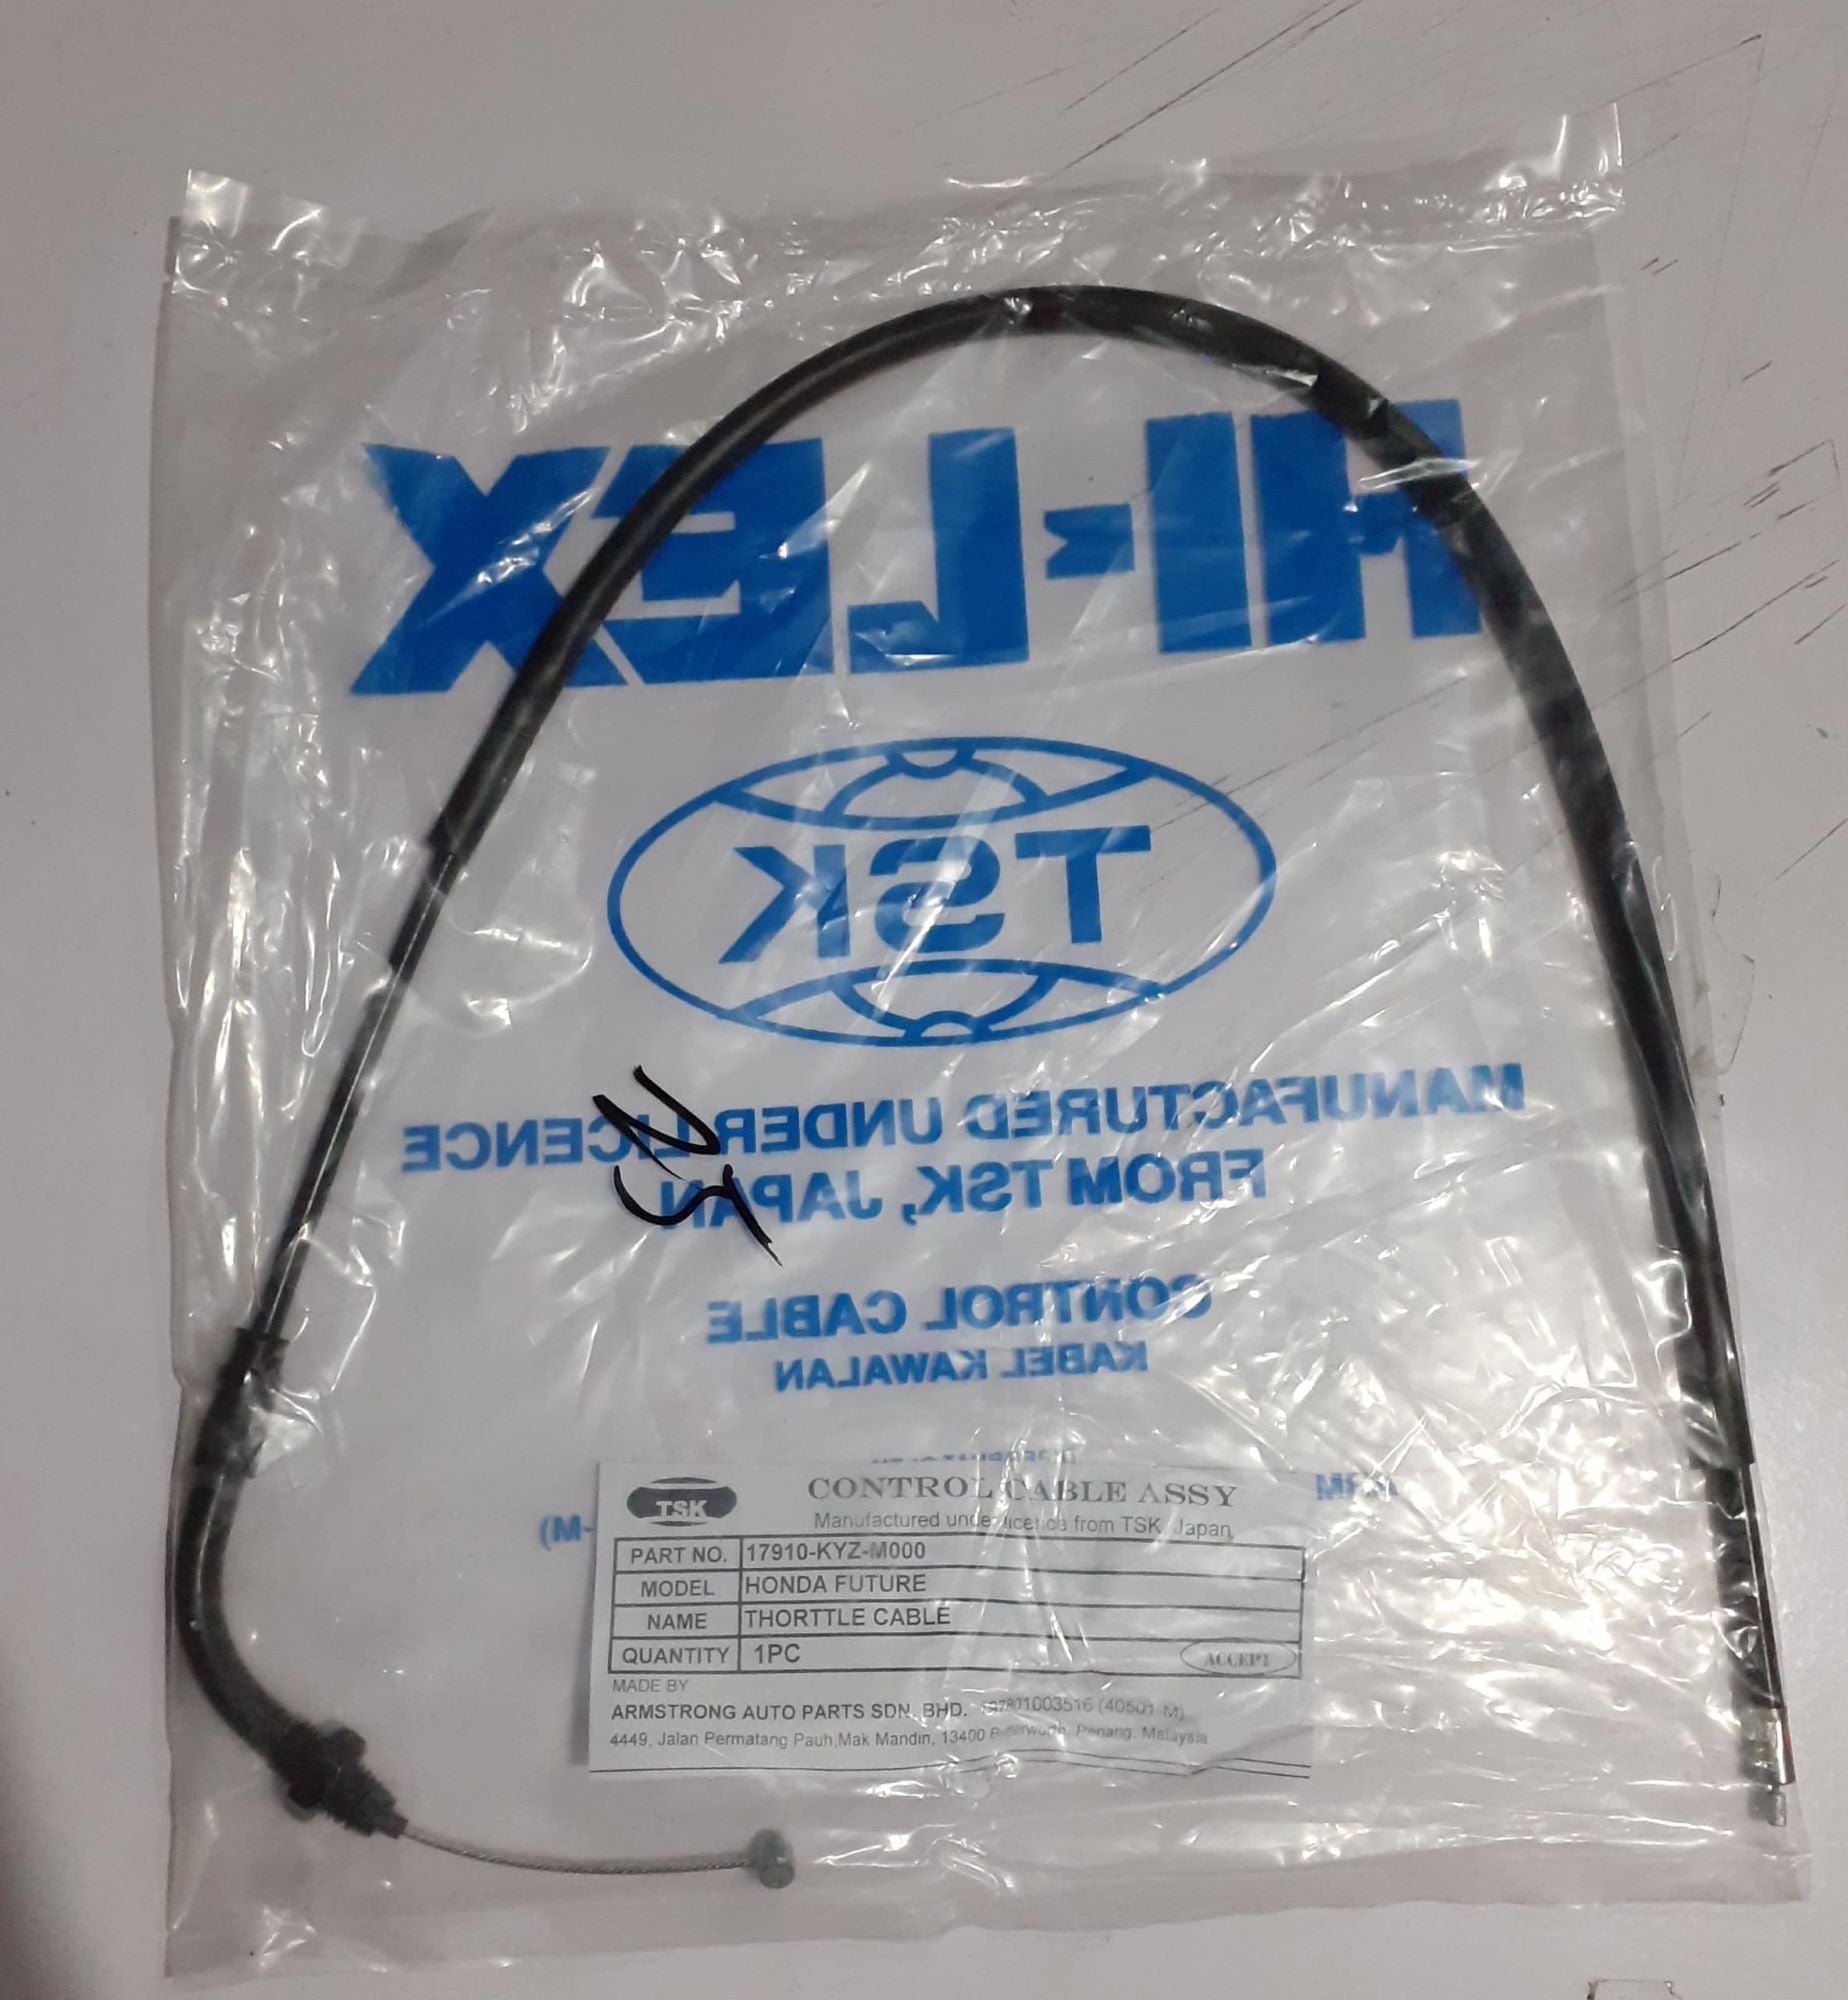 HI-LEX
TSK
MANUFACTURED UNDER LICENCE
FROM TSK, JAPAN
CONTROL CABLE
KABEL KAWALAN
TSK
CONTROL CABLE ASSY
Manufactured under licence from TSK, Japan
PART NO. 17910-KYZ-M000
MODEL HONDA FUTURE
NAME THORTTLE CABLE
QUANTITY 1PC ACCEPT
MADE BY
ARMSTRONG AUTO PARTS SDN. BHD. 197801003516 (40501-M)
4449, Jalan Permatang Pauh,Mak Mandin, 13400 Butterworth, Penang, Malaysia